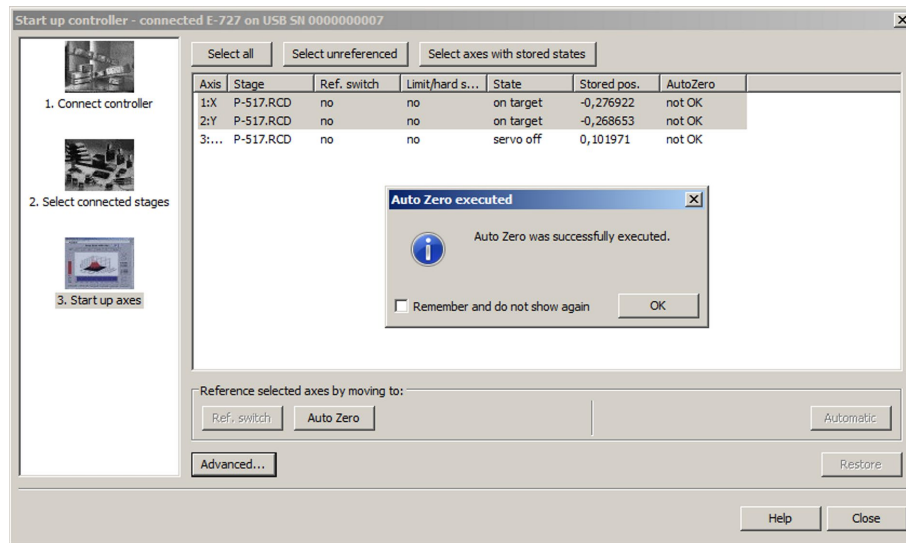 Start up controller - connected E-727 on USB SN 0000000007
1. Connect controller
2. Select connected stages
3. Start up axes
Select all Select unreferenced Select axes with stored states
Axis Stage Ref. switch Limit/hard s... State Stored pos. AutoZero
1:X P-517.RCD no no on target -0,276922 not OK
2:Y P-517.RCD no no on target -0,268653 not OK
3:... P-517.RCD no no servo off 0,101971 not OK
Auto Zero executed
Auto Zero was successfully executed.
Remember and do not show again OK
Reference selected axes by moving to:
Ref. switch Auto Zero Automatic
Advanced... Restore
Help Close